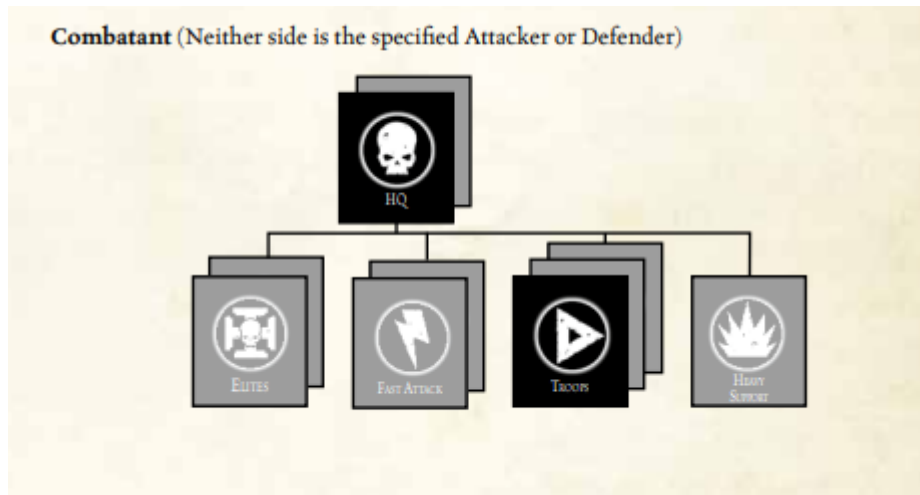 Combatant (Neither side is the specified Attacker or Defender)
HQ
Elites
Fast Attack
Troops
Heavy
Support